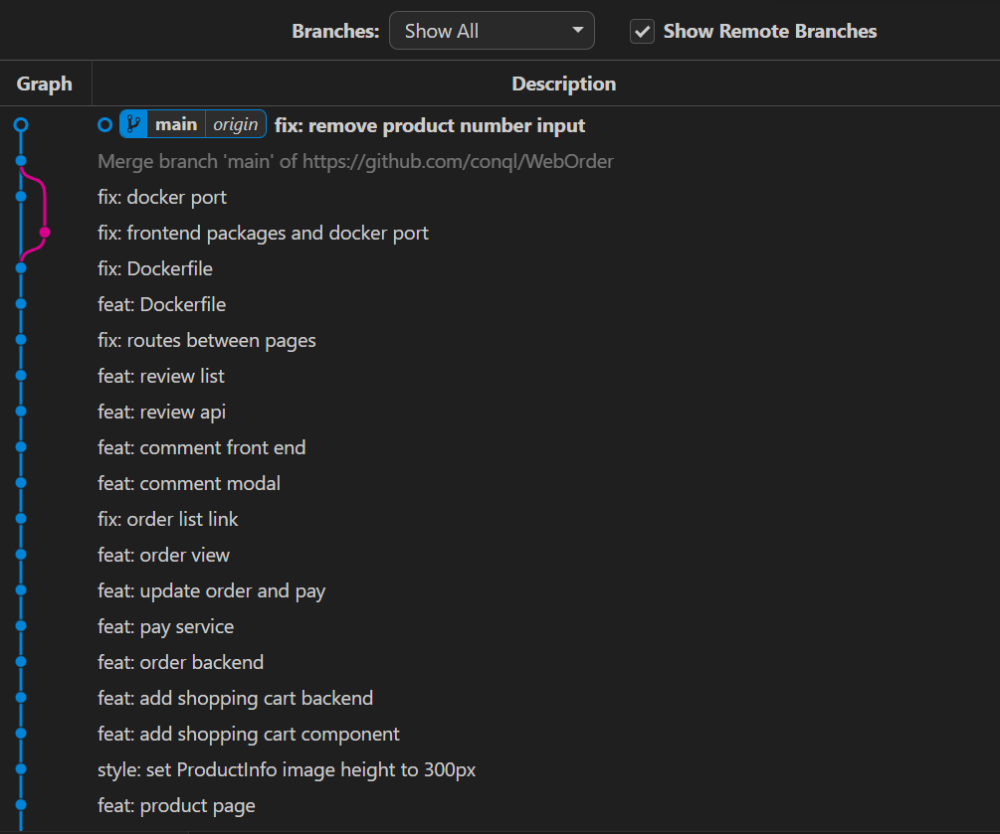 Branches: Show All Show Remote Branches
Graph Description
main origin fix: remove product number input
Merge branch 'main' of https://github.com/conql/WebOrder
fix: docker port
fix: frontend packages and docker port
fix: Dockerfile
feat: Dockerfile
fix: routes between pages
feat: review list
feat: review api
feat: comment front end
feat: comment modal
fix: order list link
feat: order view
feat: update order and pay
feat: pay service
feat: order backend
feat: add shopping cart backend
feat: add shopping cart component
style: set ProductInfo image height to 300px
feat: product page